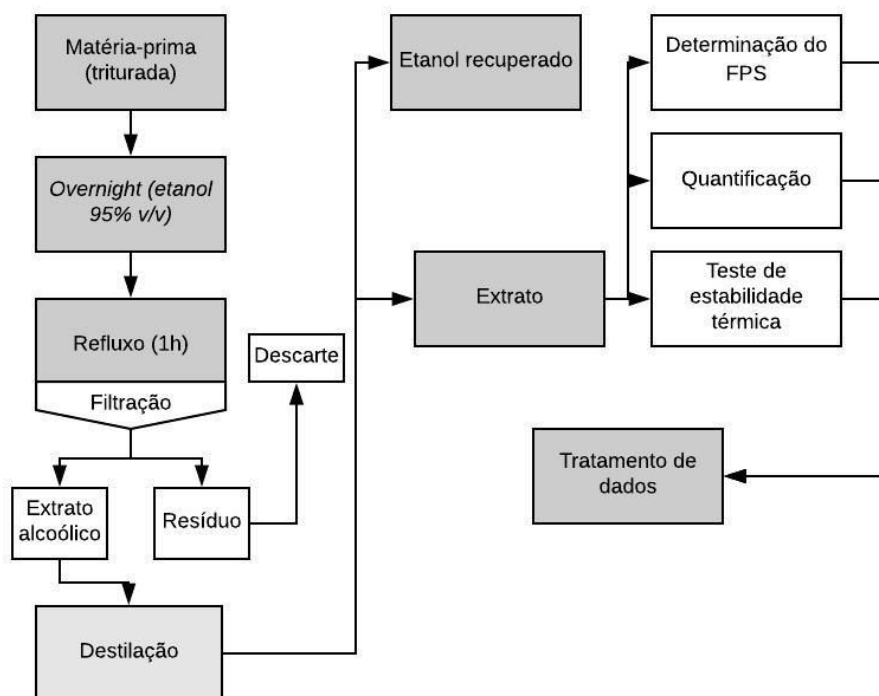 Matéria-prima
(triturada)
Overnight (etanol
95% v/v)
Refluxo (1h)
Filtração
Extrato
alcoólico
Resíduo
Descarte
Destilação
Etanol recuperado
Extrato
Determinação do
FPS
Quantificação
Teste de
estabilidade
térmica
Tratamento de
dados